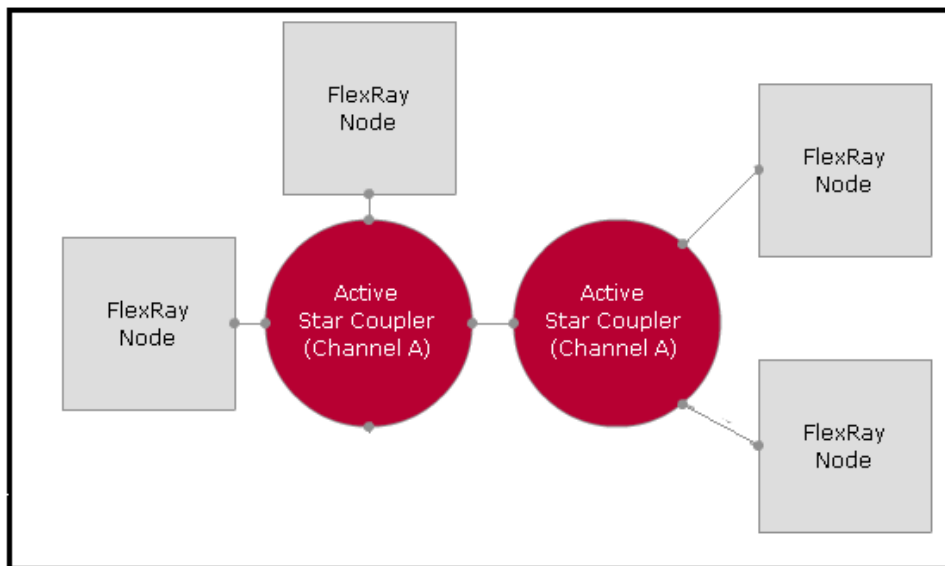 FlexRay
Node
FlexRay
Node
FlexRay
Node
Active
Star Coupler
(Channel A)
Active
Star Coupler
(Channel A)
FlexRay
Node